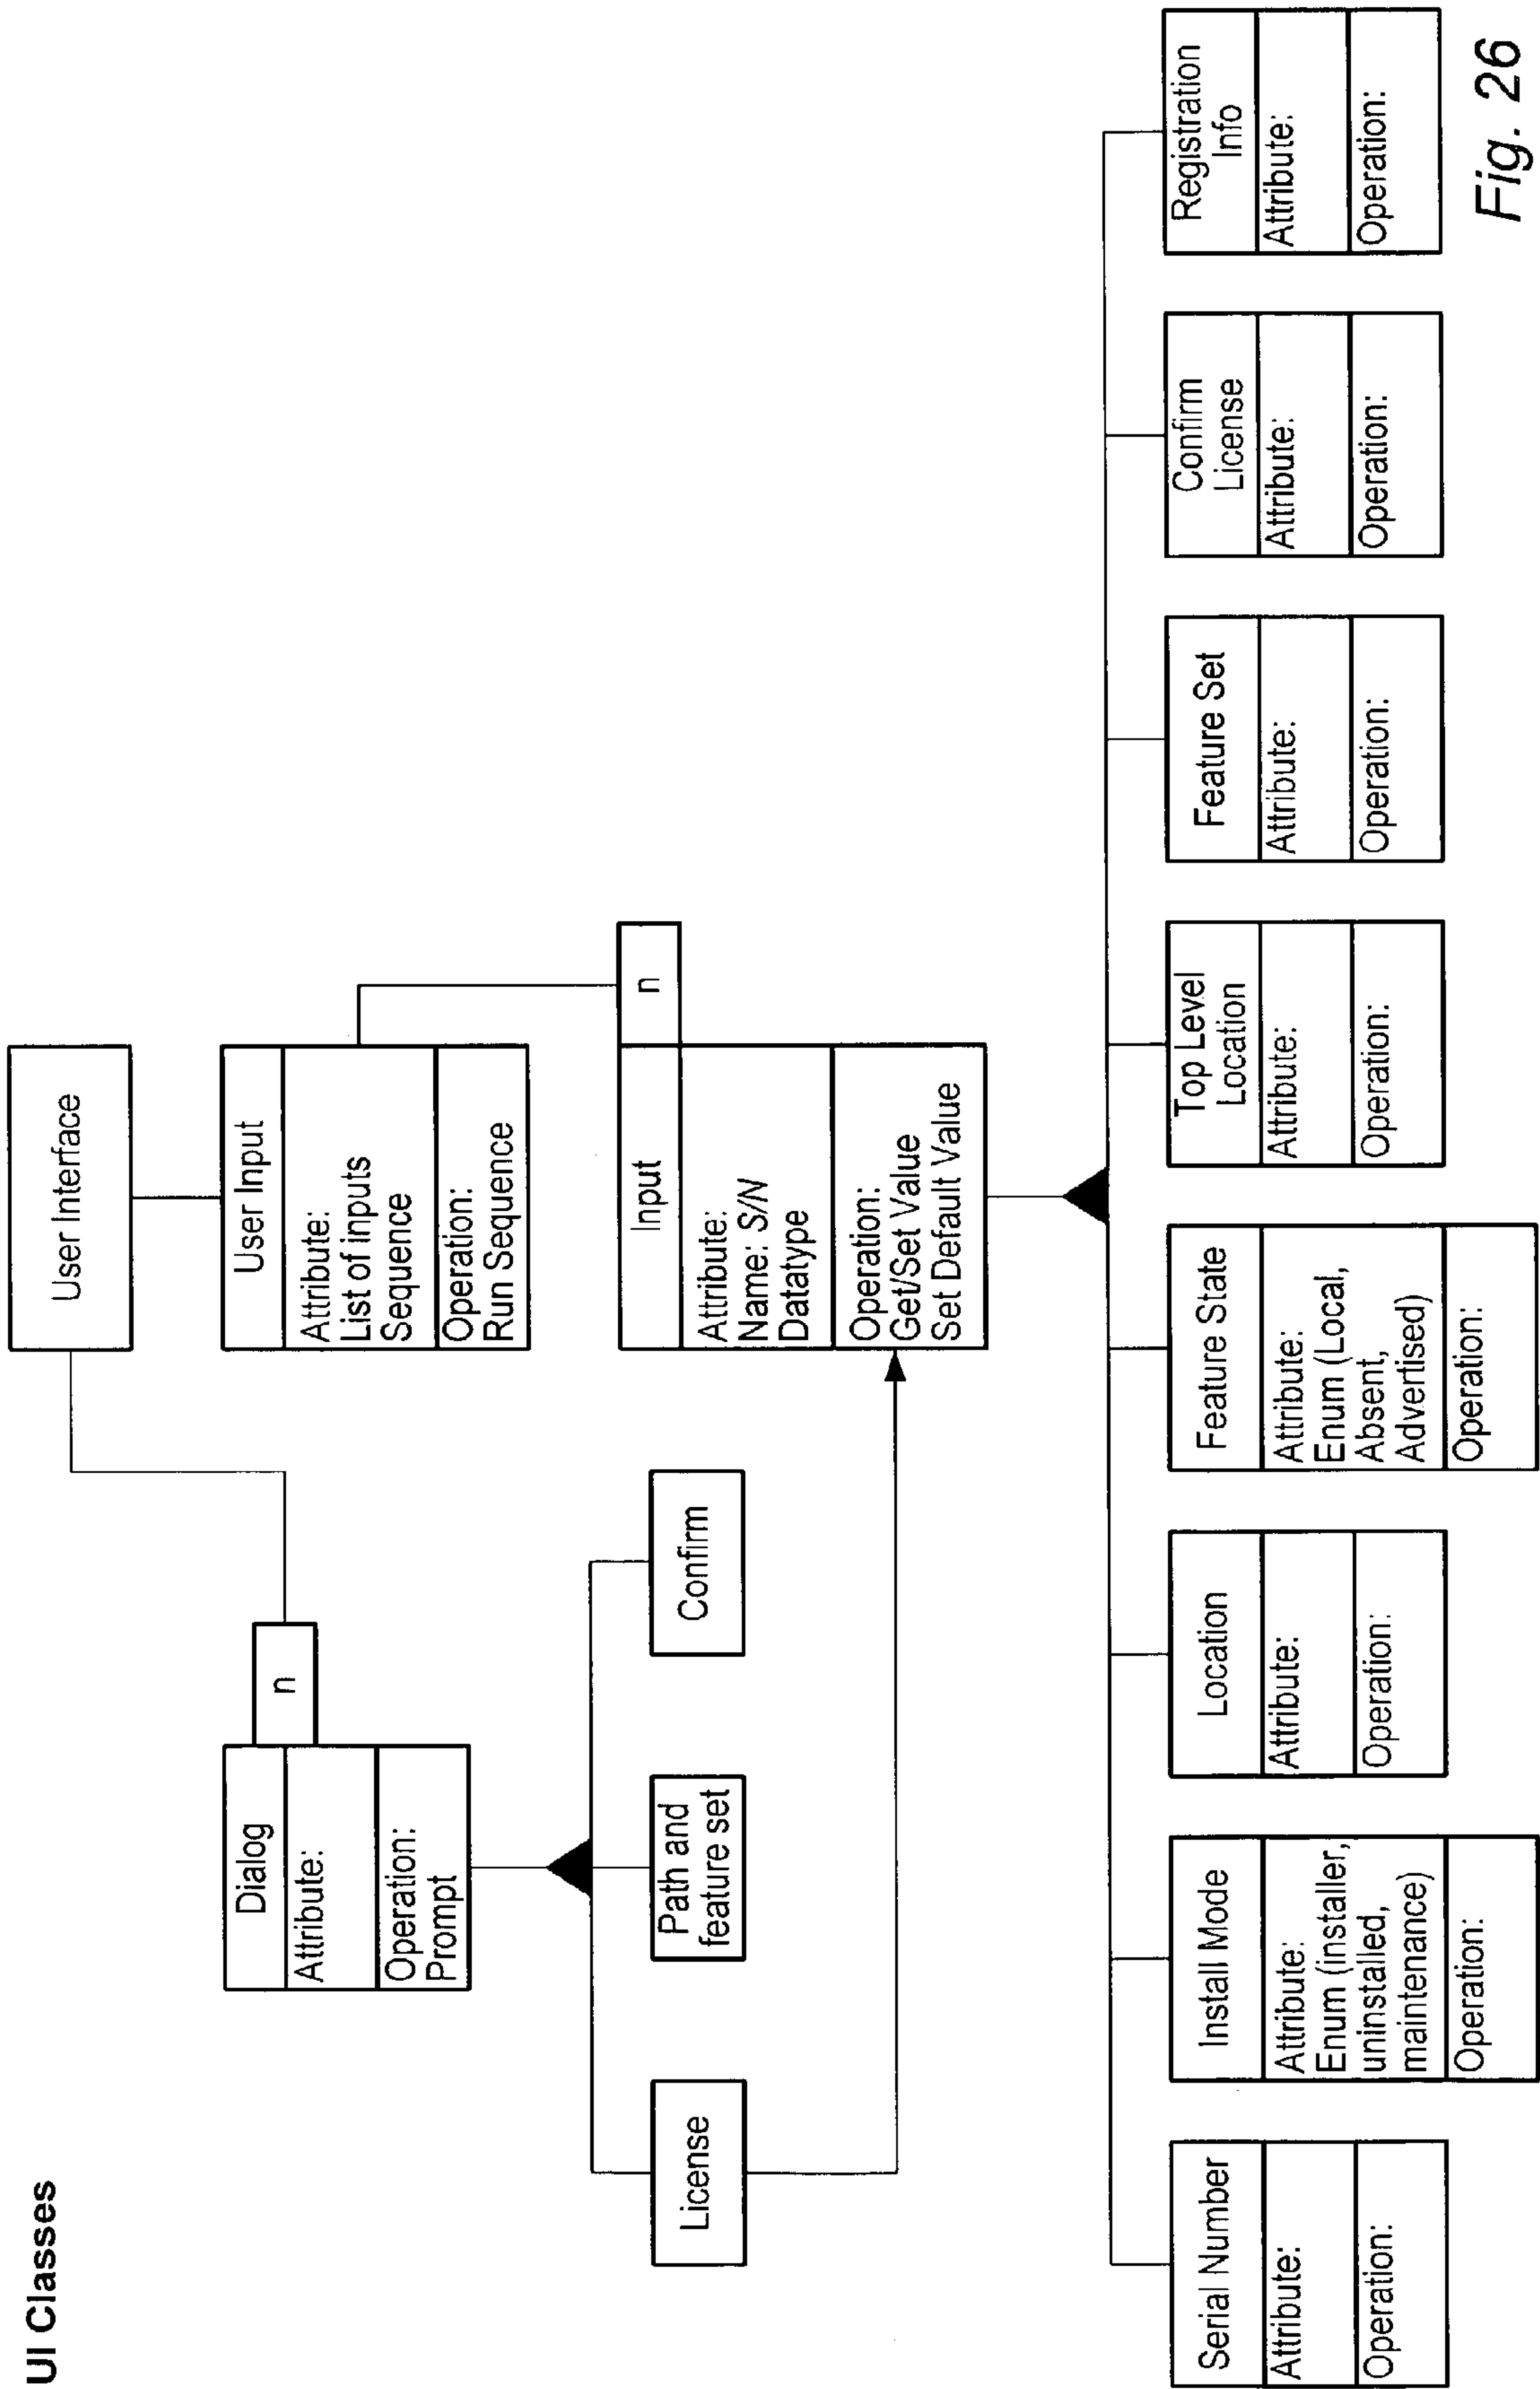 UI Classes
User Interface
n
Dialog
Attribute:
Operation:
Prompt
User Input
Attribute:
List of inputs
Sequence
Operation:
Run Sequence
License
Path and
feature set
Confirm
n
Input
Attribute:
Name: S/N
Datatype
Operation:
Get/Set Value
Set Default Value
Serial Number
Attribute:
Operation:
Install Mode
Attribute:
Enum (installer,
uninstalled,
maintenance)
Operation:
Location
Attribute:
Operation:
Feature State
Attribute:
Enum (Local,
Absent,
Advertised)
Operation:
Top Level
Location
Attribute:
Operation:
Feature Set
Attribute:
Operation:
Confirm
License
Attribute:
Operation:
Registration
Info
Attribute:
Operation:
Fig. 26